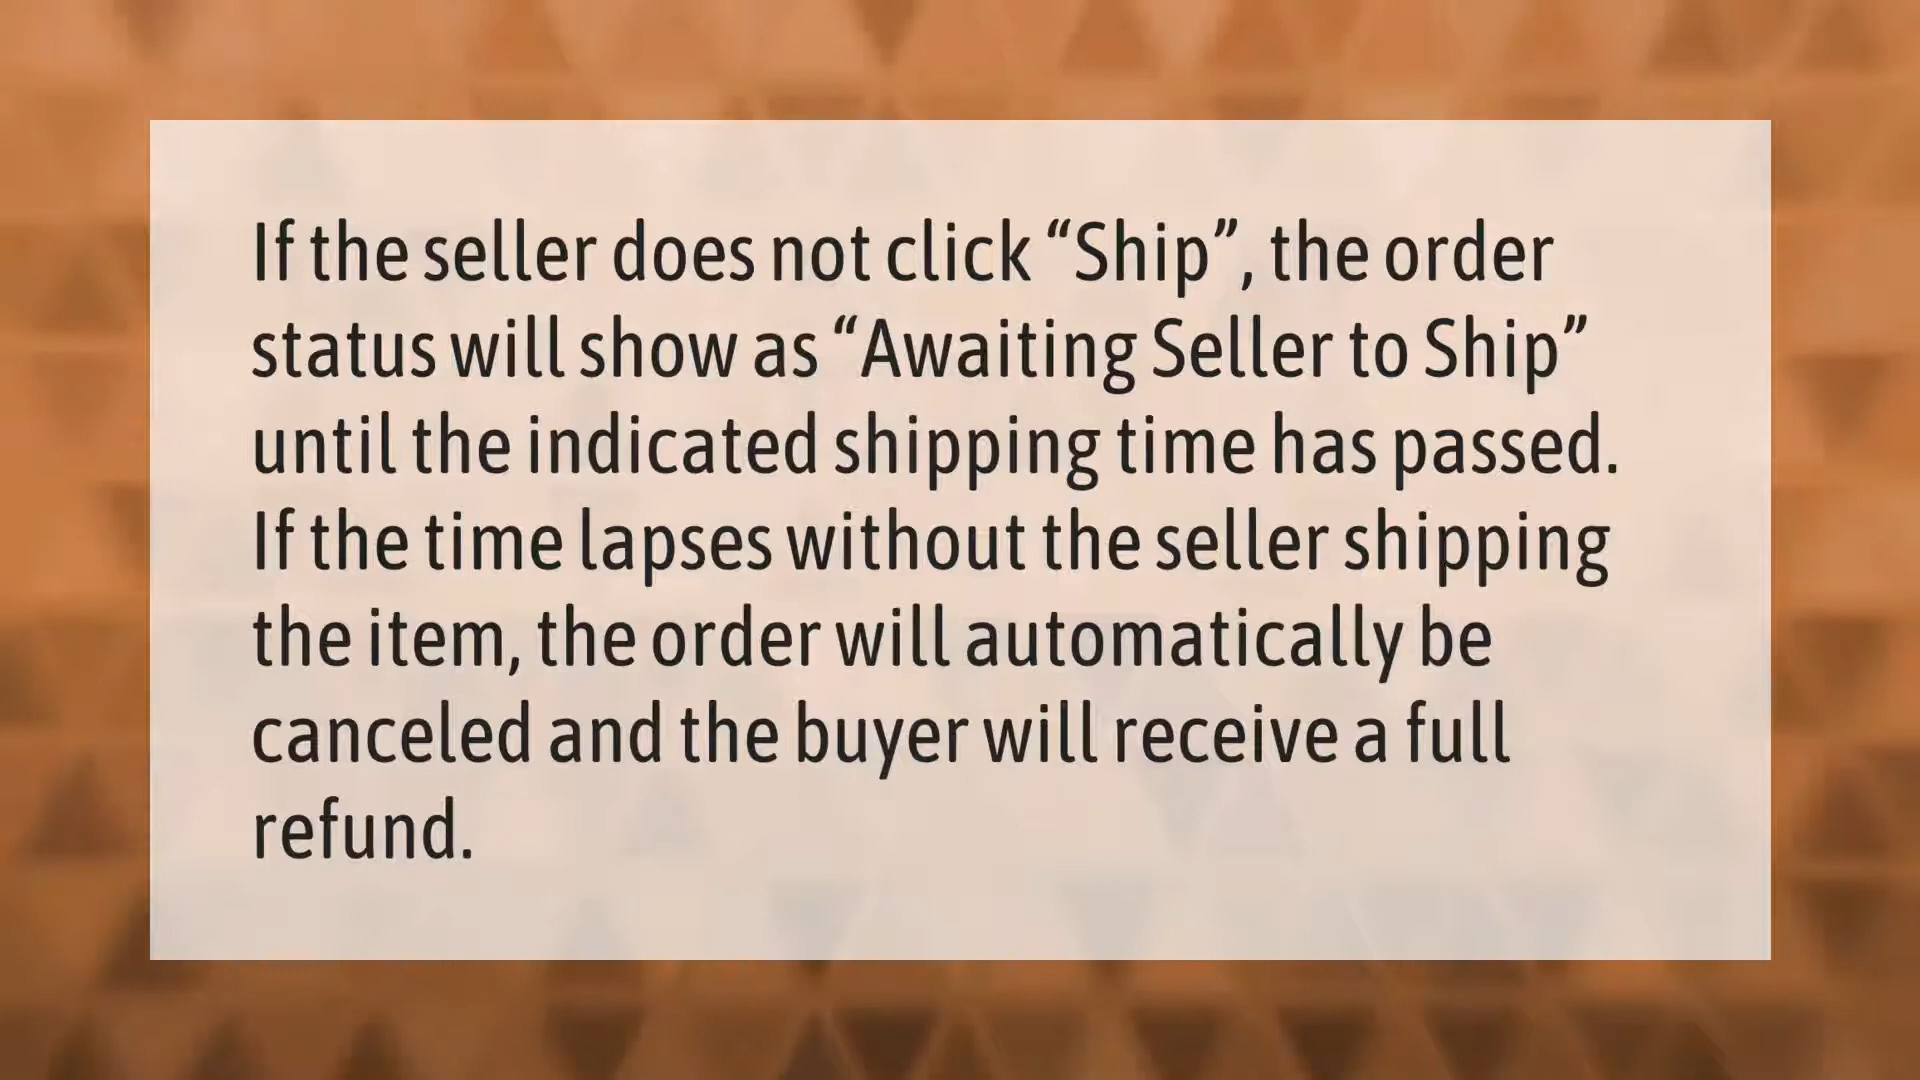 If the seller does not click “Ship”, the order
status will show as “Awaiting Seller to Ship”
until the indicated shipping time has passed.
If the time lapses without the seller shipping
the item, the order will automatically be
canceled and the buyer will receive a full
refund.